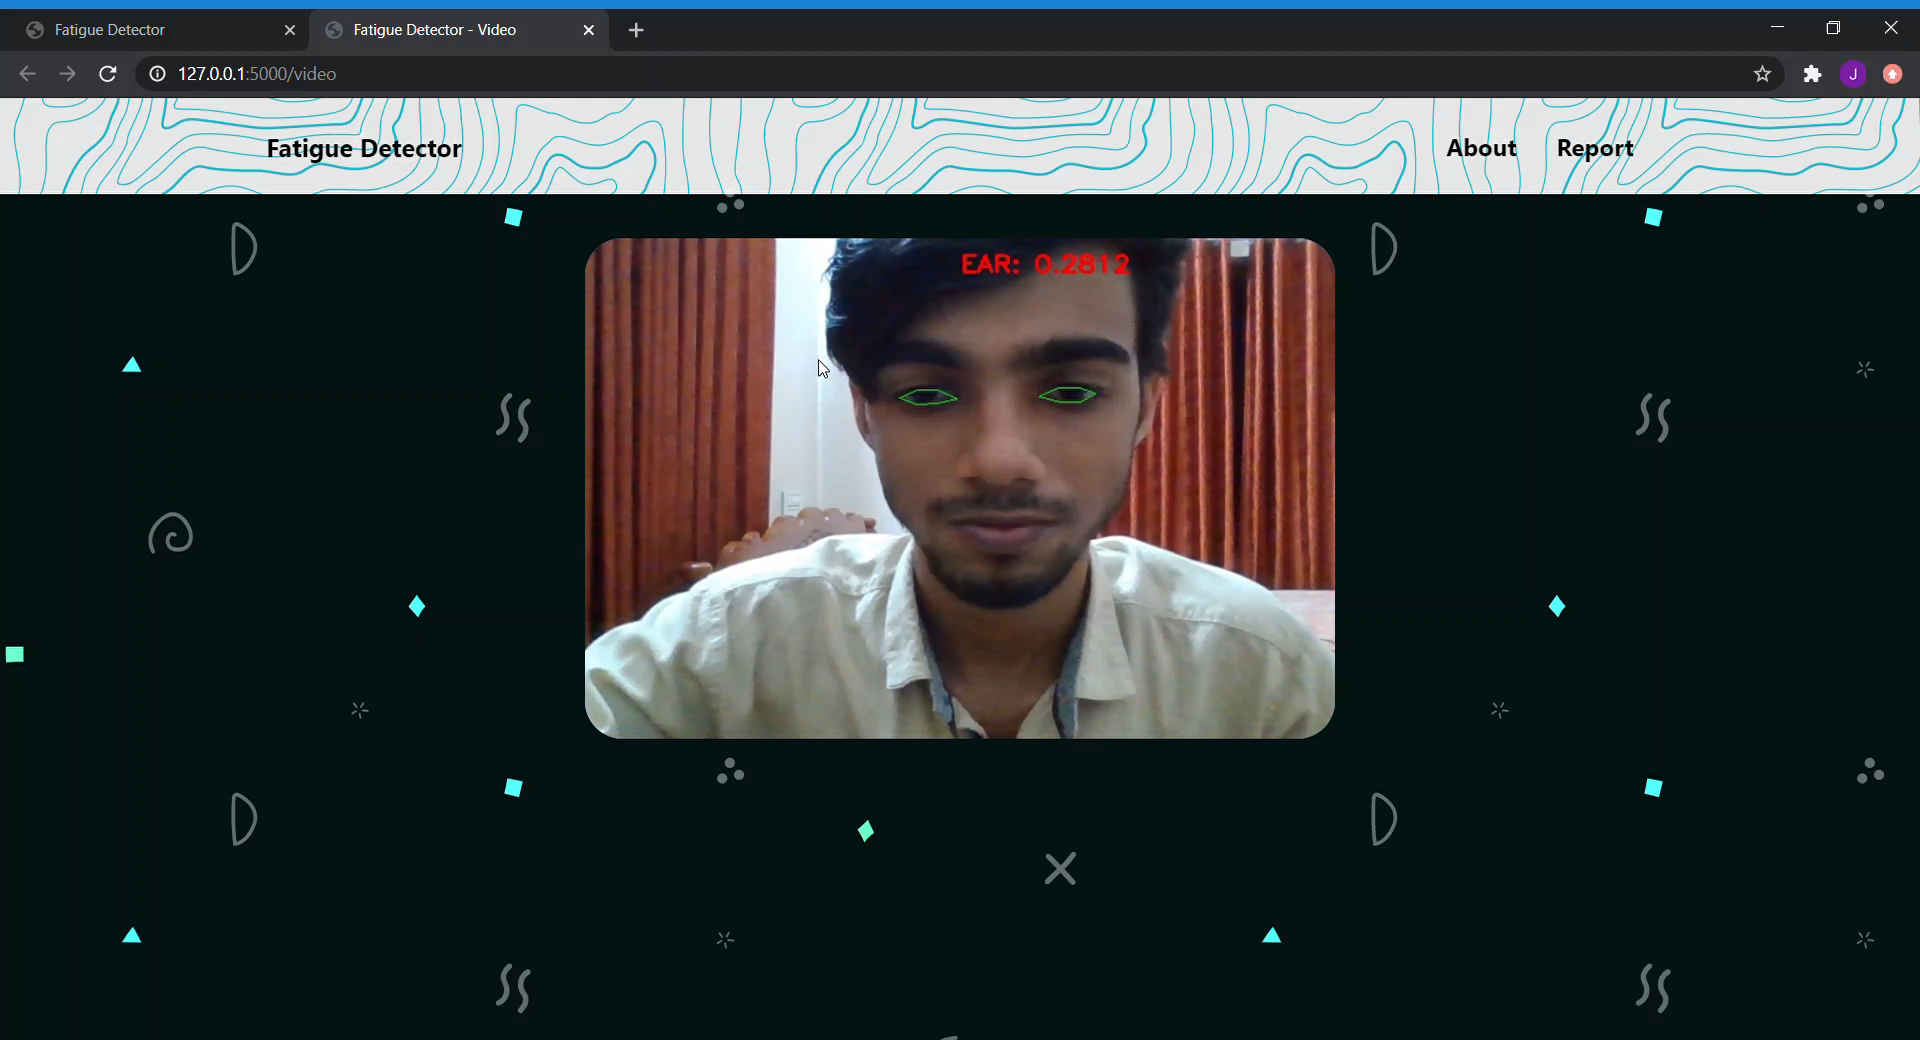 Fatigue Detector
Fatigue Detector - Video
127.0.0.1:5000/video
J
Fatigue Detector
About
Report
EAR: 0.2812